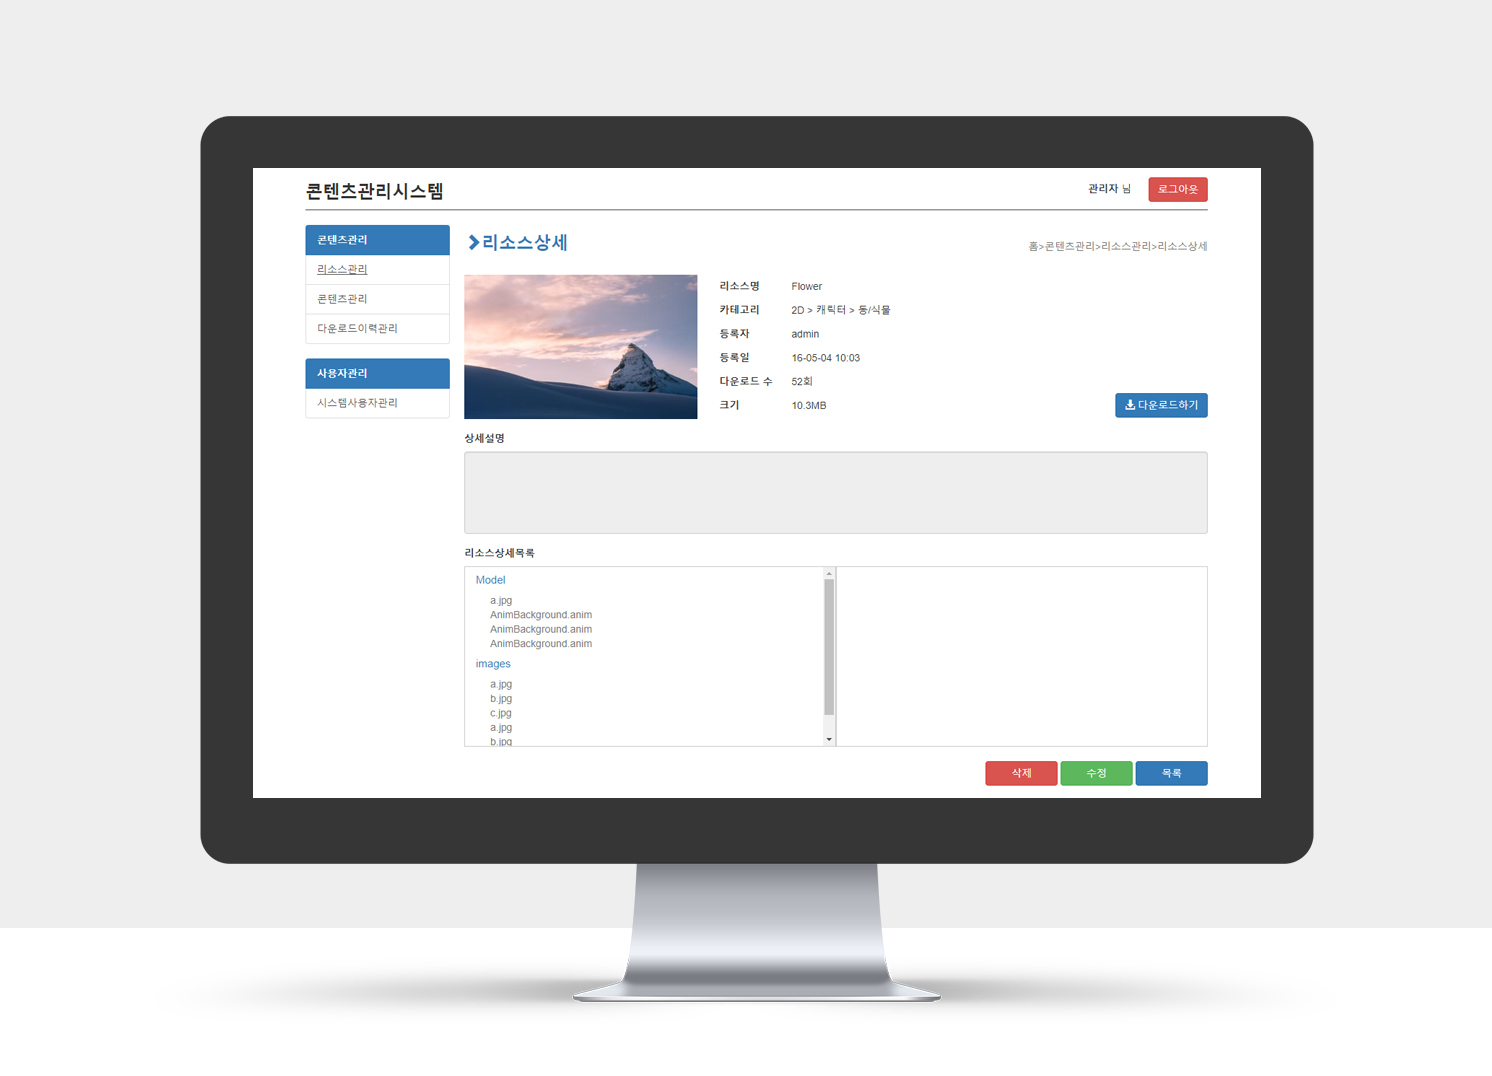 콘텐츠관리시스템
관리자 님
로그아웃
콘텐츠관리
리소스관리
콘텐츠관리
다운로드이력관리
사용자관리
시스템사용자관리
리소스상세
홈>콘텐츠관리>리소스관리>리소스상세
리소스명 Flower
카테고리 2D > 캐릭터 > 동/식물
등록자 admin
등록일 16-05-04 10:03
다운로드 수 52회
크기 10.3MB
다운로드하기
상세설명
리소스상세목록
Model
a.jpg
AnimBackground.anim
AnimBackground.anim
AnimBackground.anim
images
a.jpg
b.jpg
c.jpg
a.jpg
b.jpg
삭제
수정
목록